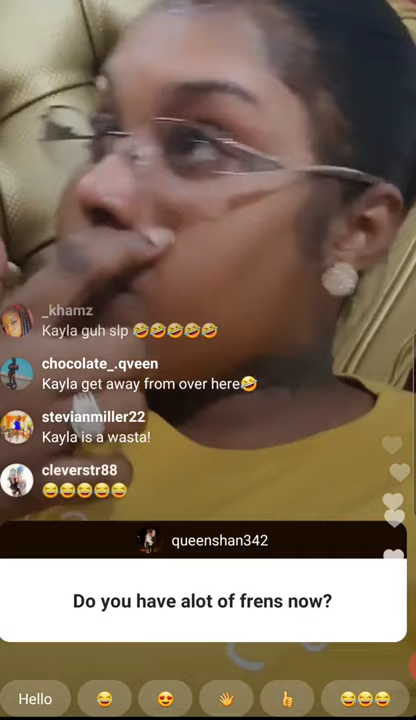 _khamz
Kayla guh slp 🤣🤣🤣🤣🤣
chocolate_.qveen
Kayla get away from over here🤣
stevianmiller22
Kayla is a wasta!
cleverstr88
😂😂😂😂😂
queenshan342
Do you have alot of frens now?
Hello 😂 😍 👋 👍 😂😂😂